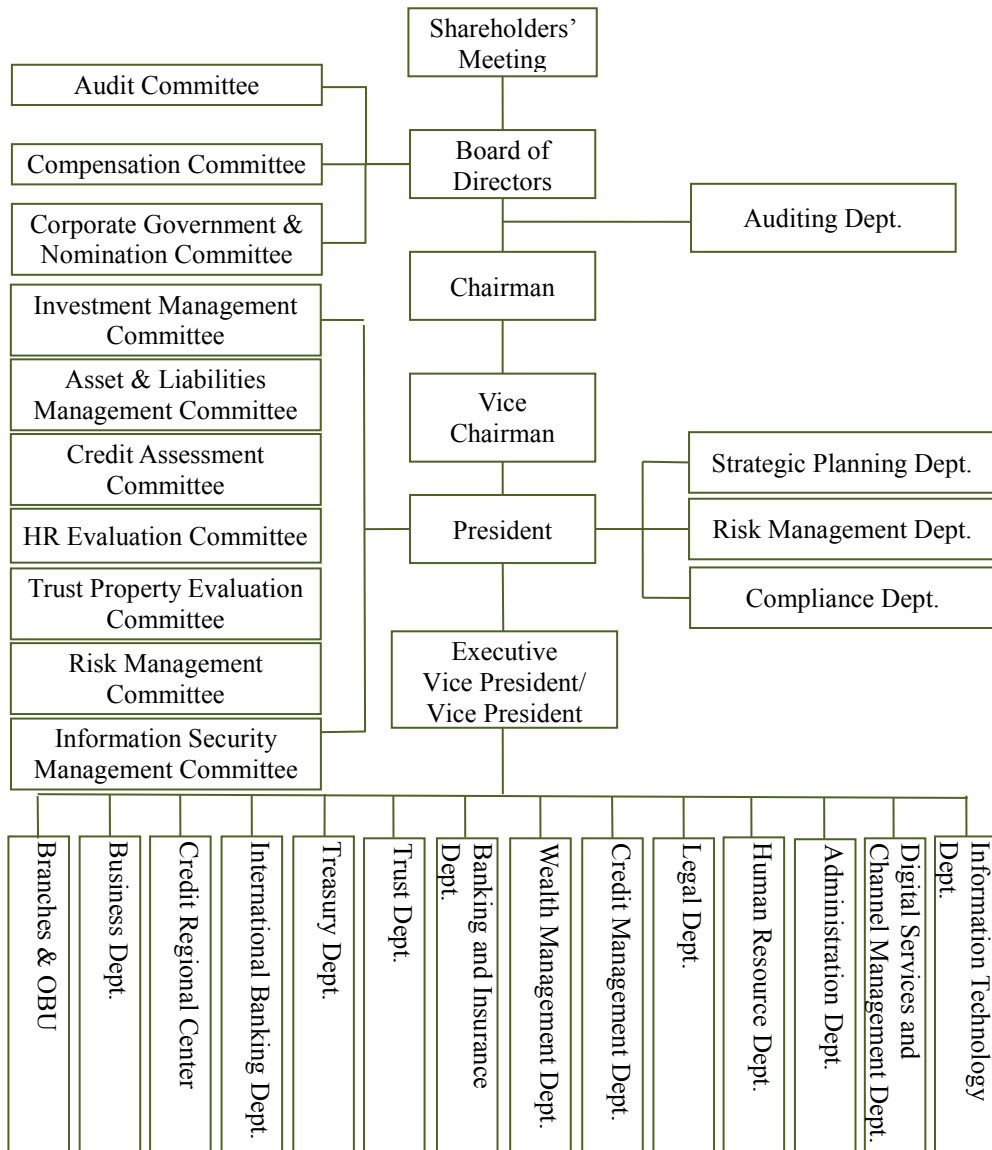 Shareholders’
Meeting
Audit Committee
Board of
Directors
Compensation Committee
Corporate Government &
Nomination Committee
Auditing Dept.
Chairman
Investment Management
Committee
Asset & Liabilities
Management Committee
Vice
Chairman
Credit Assessment
Committee
Strategic Planning Dept.
HR Evaluation Committee
President
Risk Management Dept.
Trust Property Evaluation
Committee
Compliance Dept.
Risk Management
Committee
Executive
Vice President/
Vice President
Information Security
Management Committee
Branches & OBU
Business Dept.
Credit Regional Center
International Banking Dept.
Treasury Dept.
Trust Dept.
Banking and Insurance
Dept.
Wealth Management Dept.
Credit Management Dept.
Legal Dept.
Human Resource Dept.
Administration Dept.
Digital Services and
Channel Management Dept.
Information Technology
Dept.